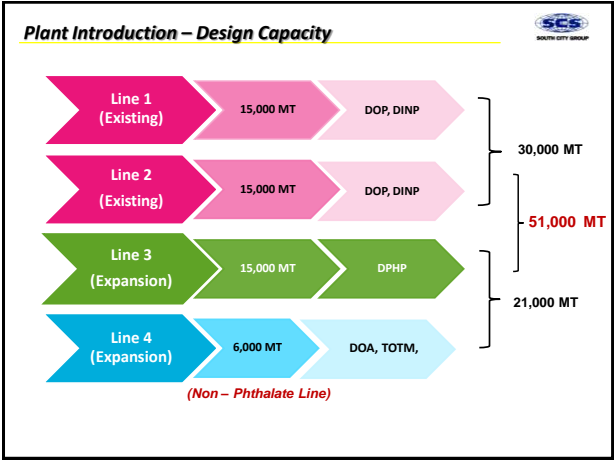 Plant Introduction – Design Capacity
SCS
SOUTH CITY GROUP
Line 1
(Existing)
15,000 MT
DOP, DINP
30,000 MT
Line 2
(Existing)
15,000 MT
DOP, DINP
51,000 MT
Line 3
(Expansion)
15,000 MT
DPHP
21,000 MT
Line 4
(Expansion)
6,000 MT
DOA, TOTM,
(Non – Phthalate Line)